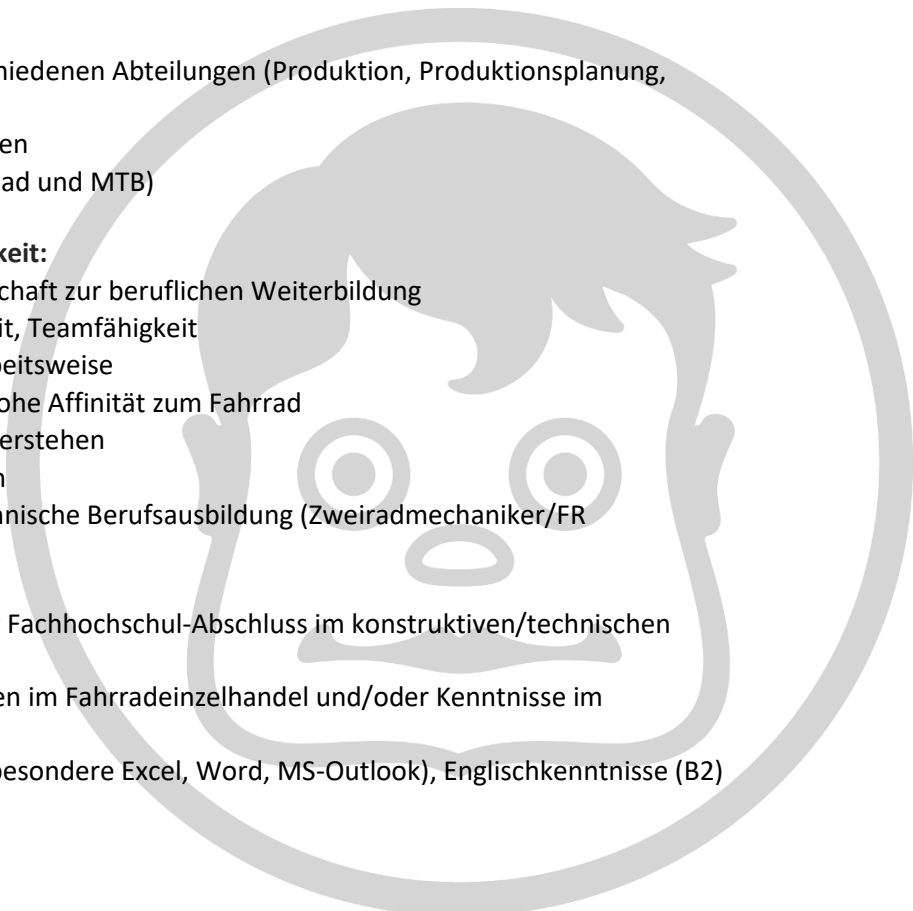 hiedenen Abteilungen (Produktion, Produktionsplanung,
en
ad und MTB)
keit:
chaft zur beruflichen Weiterbildung
it, Teamfähigkeit
beitsweise
ohe Affinität zum Fahrrad
erstehen
n
nnische Berufsausbildung (Zweiradmechaniker/FR
Fachhochschul-Abschluss im konstruktiven/technischen
en im Fahrradeinzelhandel und/oder Kenntnisse im
besondere Excel, Word, MS-Outlook), Englischkenntnisse (B2)